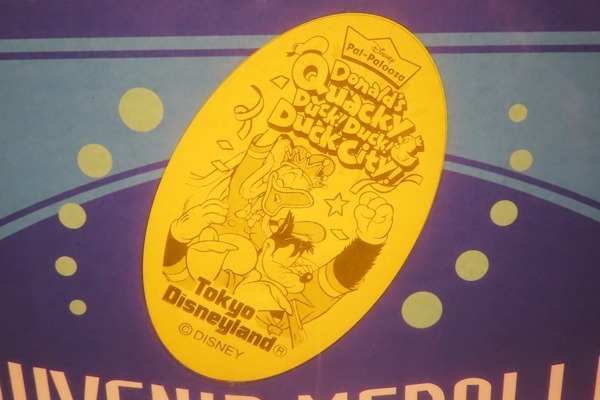 Disney
Pal-Palooza
Donald's
Quacky
Duck! Duck!
Duck City!
Tokyo
Disneyland®
©DISNEY